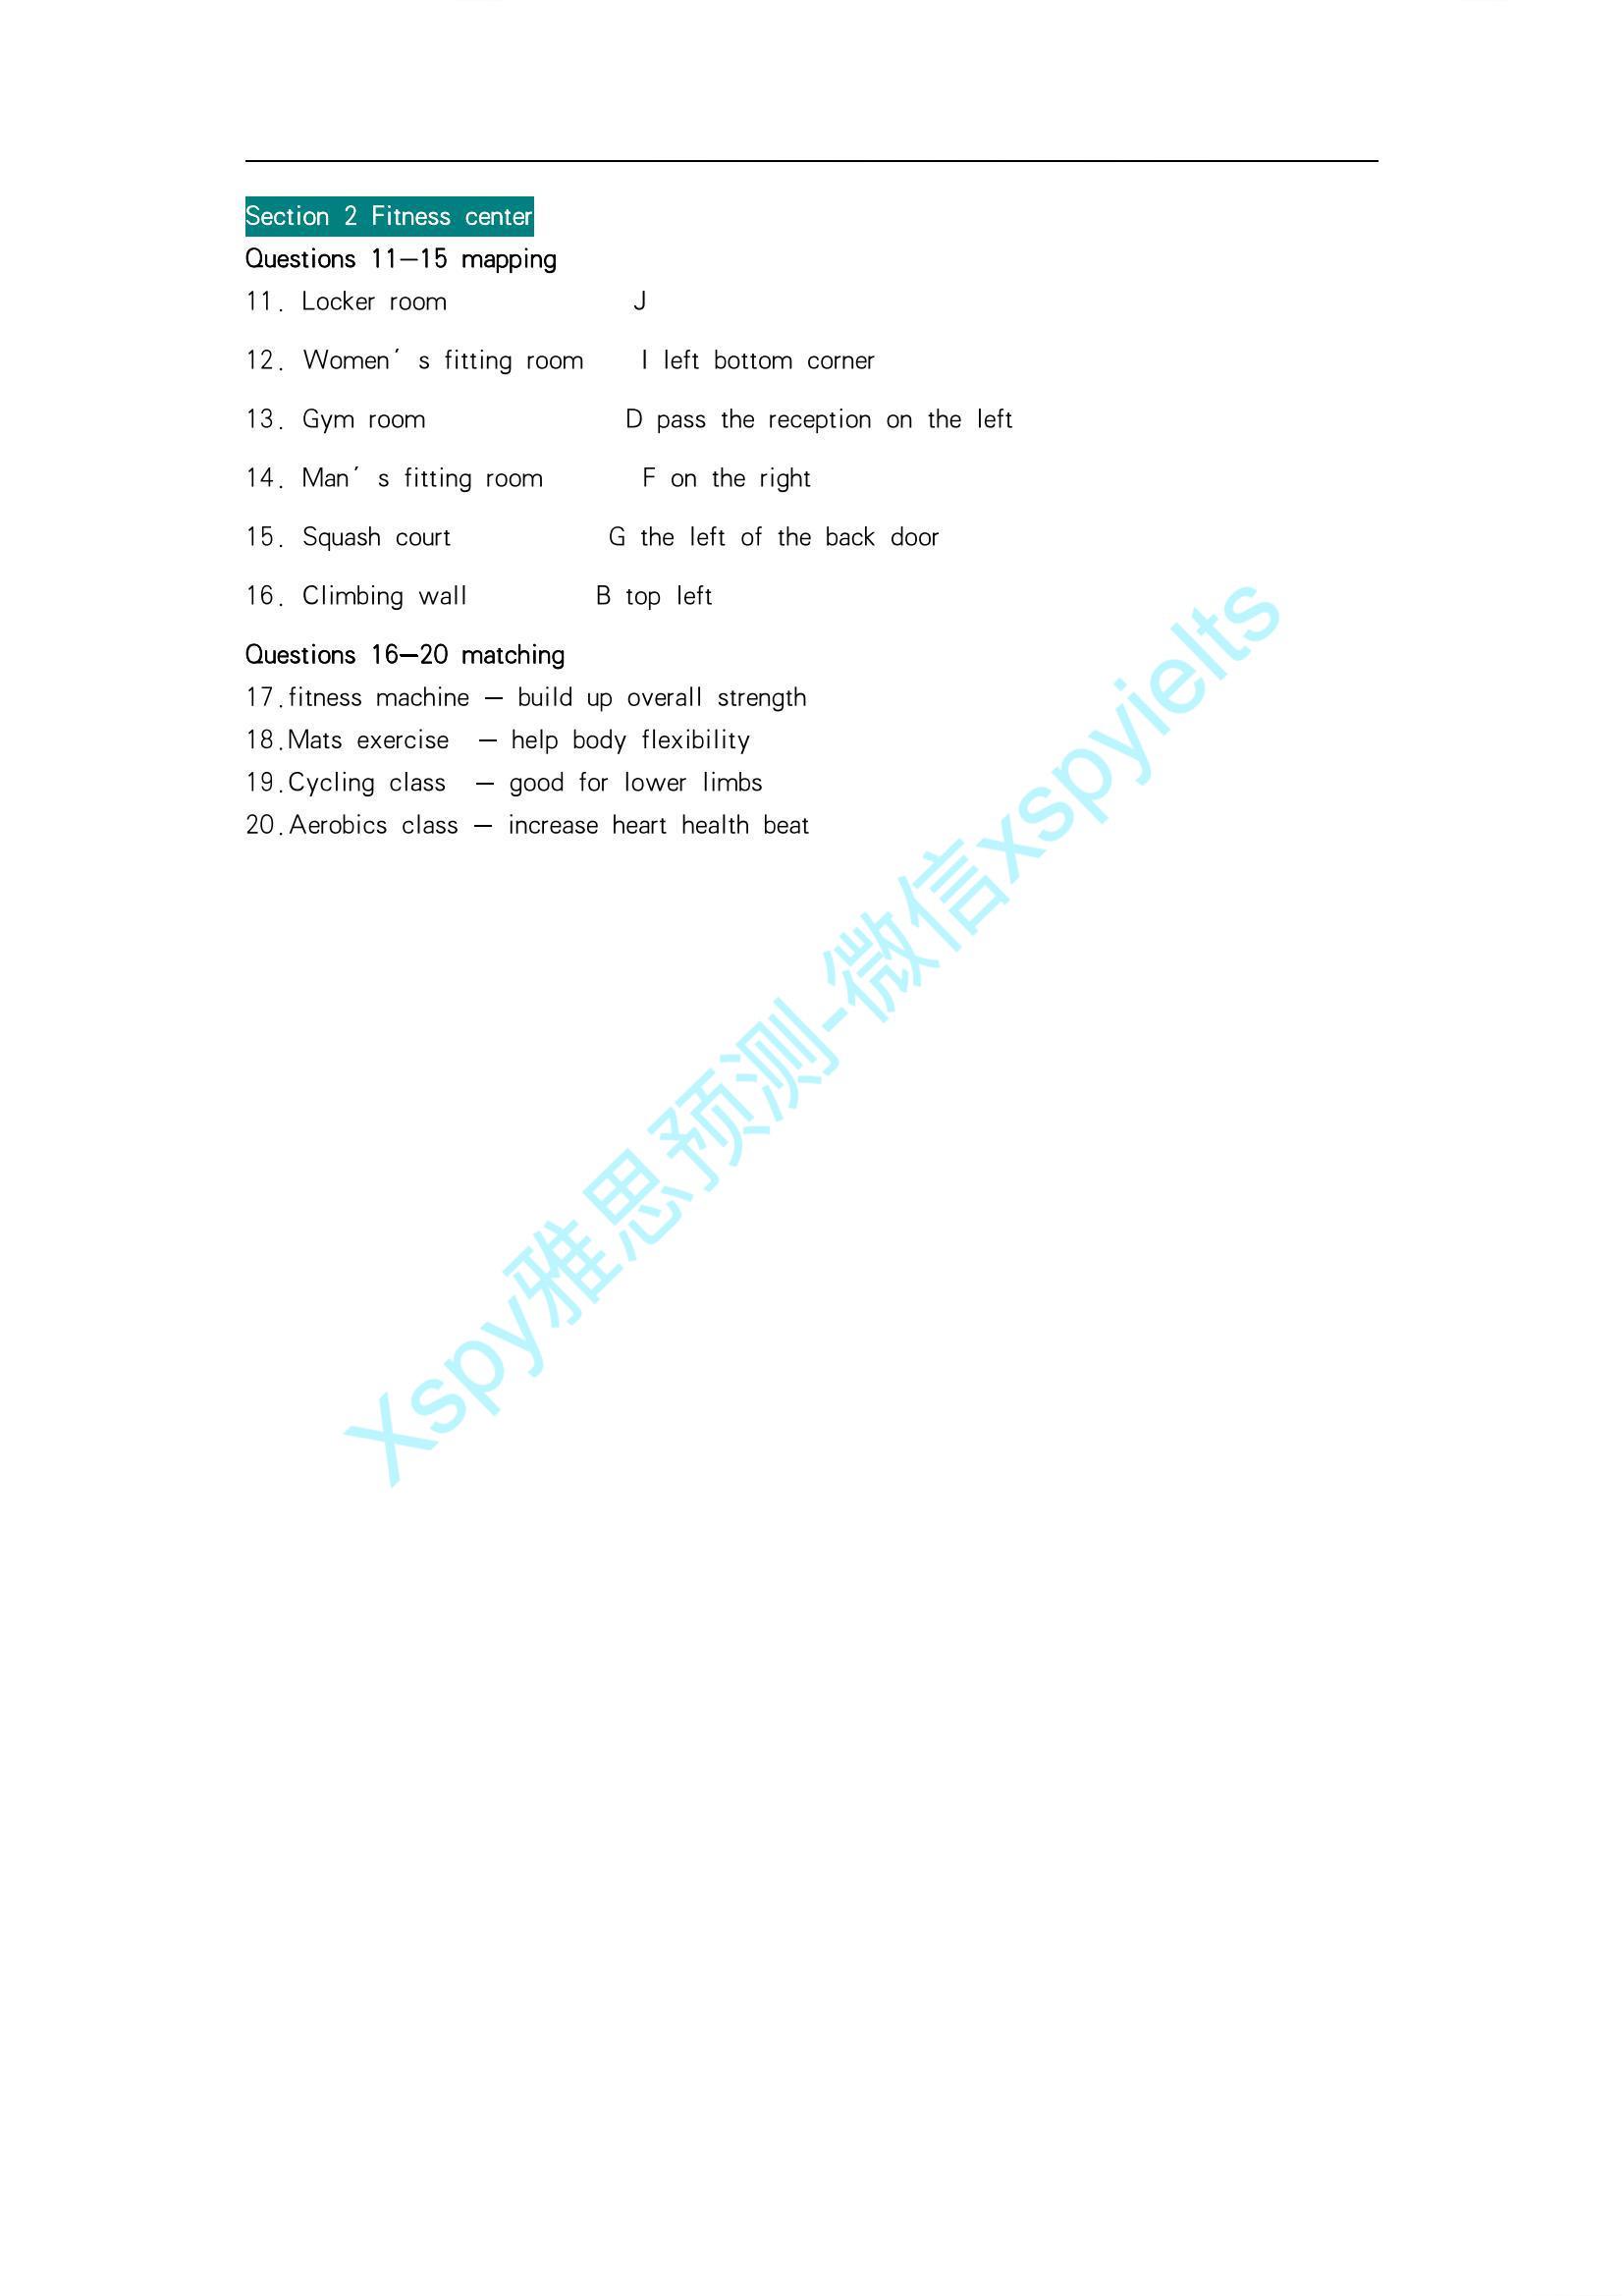 Section 2 Fitness center
Questions 11—15 mapping
11. Locker room J
12. Women's fitting room I left bottom corner
13. Gym room D pass the reception on the left
14. Man's fitting room F on the right
15. Squash court G the left of the back door
16. Climbing wall B top left
Questions 16—20 matching
17.fitness machine — build up overall strength
18.Mats exercise — help body flexibility
19.Cycling class — good for lower limbs
20.Aerobics class — increase heart health beat
Xspy雅思预测-微信xspyielts